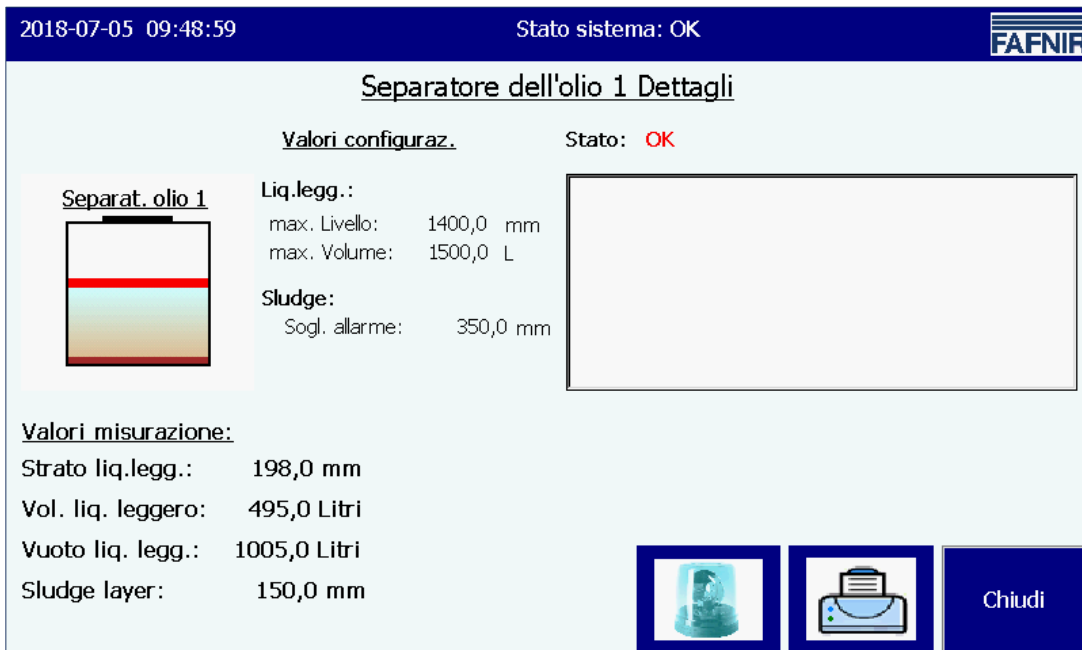 2018-07-05 09:48:59 Stato sistema: OK FAFNIR
Separatore dell'olio 1 Dettagli
Valori configuraz. Stato: OK
Separat. olio 1
Liq.legg.:
max. Livello: 1400,0 mm
max. Volume: 1500,0 L
Sludge:
Sogl. allarme: 350,0 mm
Valori misurazione:
Strato liq.legg.: 198,0 mm
Vol. liq. leggero: 495,0 Litri
Vuoto liq. legg.: 1005,0 Litri
Sludge layer: 150,0 mm
Chiudi